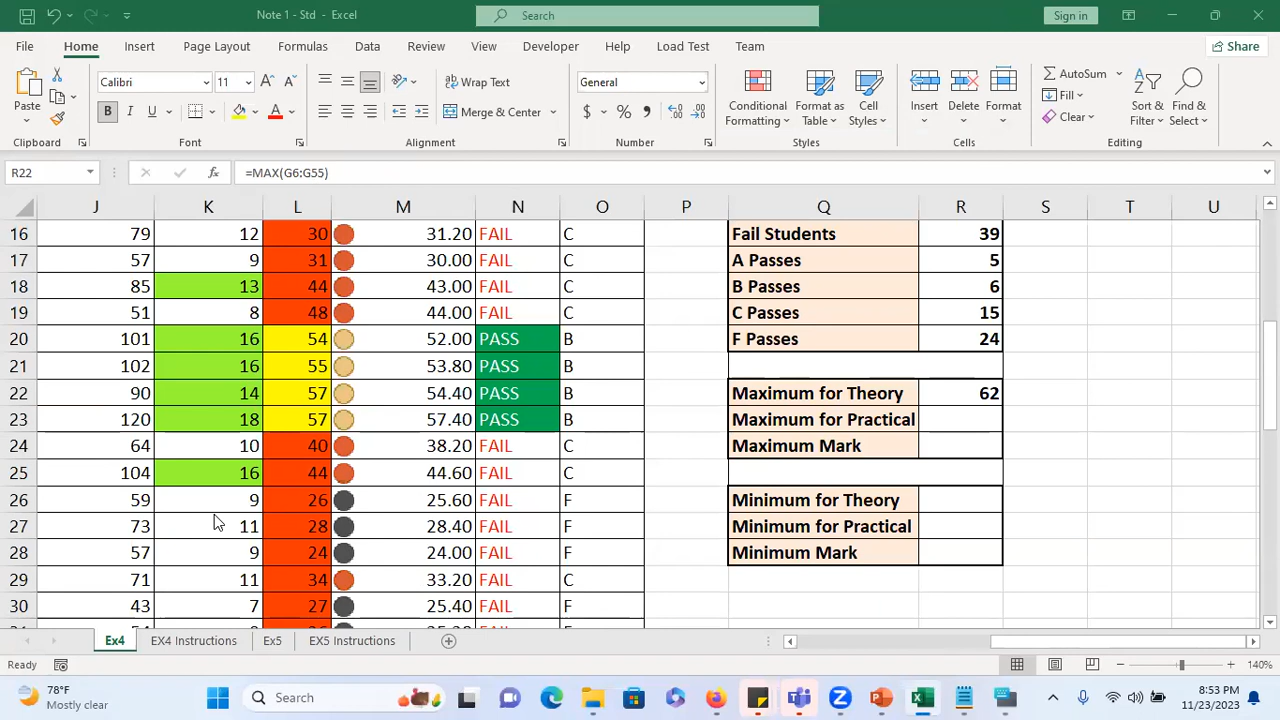 Note 1 - Std - Excel
Search
Sign in
File Home Insert Page Layout Formulas Data Review View Developer Help Load Test Team
Share
Paste
Calibri 11
B I U
Wrap Text
Merge & Center
General
$ % ,
Conditional Formatting
Format as Table
Cell Styles
Insert Delete Format
AutoSum
Fill
Clear
Sort & Filter
Find & Select
Clipboard Font Alignment Number Styles Cells Editing
R22 fx =MAX(G6:G55)
J K L M N O P Q R S T U
16 79 12 30 31.20 FAIL C Fail Students 39
17 57 9 31 30.00 FAIL C A Passes 5
18 85 13 44 43.00 FAIL C B Passes 6
19 51 8 48 44.00 FAIL C C Passes 15
20 101 16 54 52.00 PASS B F Passes 24
21 102 16 55 53.80 PASS B
22 90 14 57 54.40 PASS B Maximum for Theory 62
23 120 18 57 57.40 PASS B Maximum for Practical
24 64 10 40 38.20 FAIL C Maximum Mark
25 104 16 44 44.60 FAIL C
26 59 9 26 25.60 FAIL F Minimum for Theory
27 73 11 28 28.40 FAIL F Minimum for Practical
28 57 9 24 24.00 FAIL F Minimum Mark
29 71 11 34 33.20 FAIL C
30 43 7 27 25.40 FAIL F
Ex4 EX4 Instructions Ex5 EX5 Instructions
Ready
140%
78°F
Mostly clear
Search
8:53 PM
11/23/2023